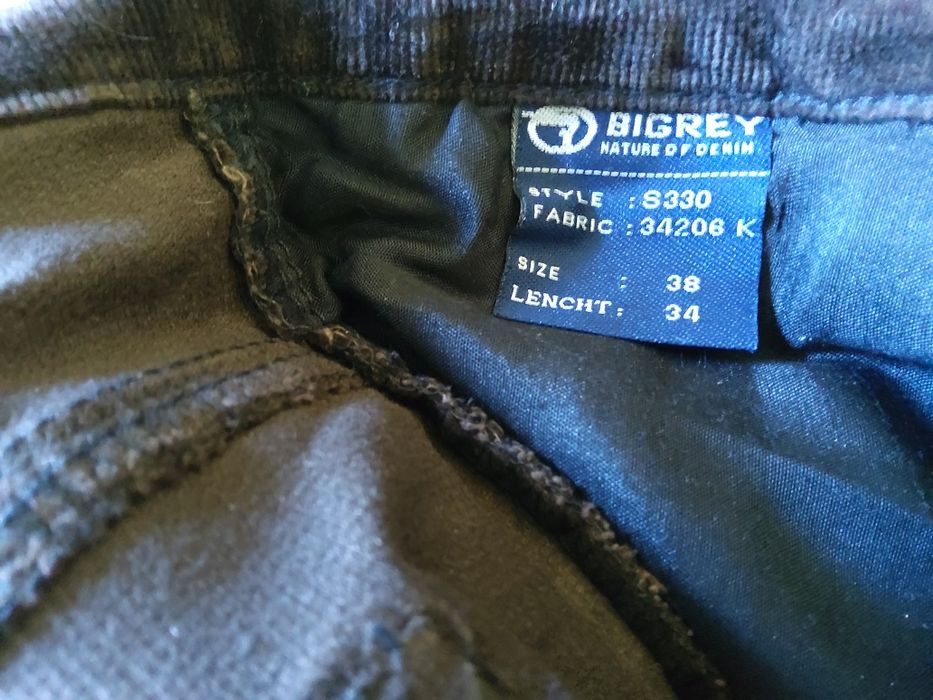 BIGREY
NATURE OF DENIM
STYLE : S330
FABRIC : 34206 K
SIZE : 38
LENCHT : 34